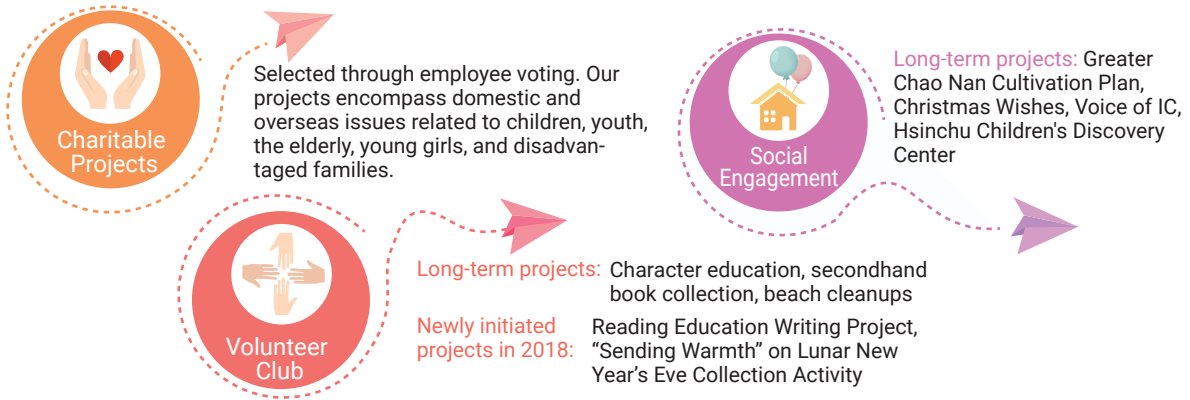 Charitable
Projects
Selected through employee voting. Our
projects encompass domestic and
overseas issues related to children, youth,
the elderly, young girls, and disadvan-
taged families.
Social
Engagement
Long-term projects: Greater
Chao Nan Cultivation Plan,
Christmas Wishes, Voice of IC,
Hsinchu Children's Discovery
Center
Volunteer
Club
Long-term projects: Character education, secondhand
book collection, beach cleanups
Newly initiated
projects in 2018:
Reading Education Writing Project,
“Sending Warmth” on Lunar New
Year’s Eve Collection Activity